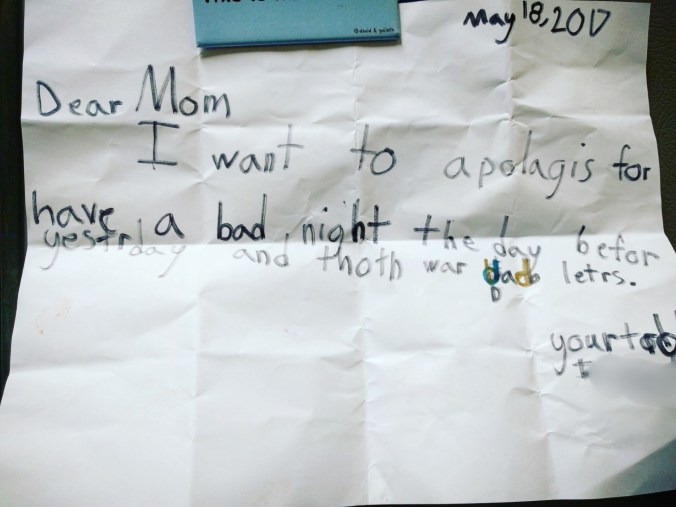 May 18, 2017
Dear Mom
I want to apolagis for
have a bad night the day befor
yestrday and thoth war dad letrs.
D